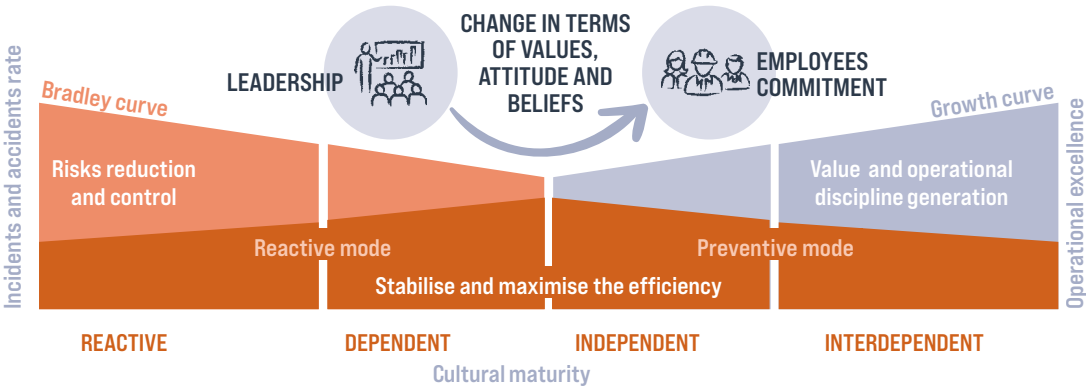 CHANGE IN TERMS
OF VALUES,
ATTITUDE AND
BELIEFS
LEADERSHIP
EMPLOYEES
COMMITMENT
Incidents and accidents rate
Bradley curve
Growth curve
Operational excellence
Risks reduction
and control
Value and operational
discipline generation
Reactive mode
Preventive mode
Stabilise and maximise the efficiency
REACTIVE
DEPENDENT
INDEPENDENT
INTERDEPENDENT
Cultural maturity